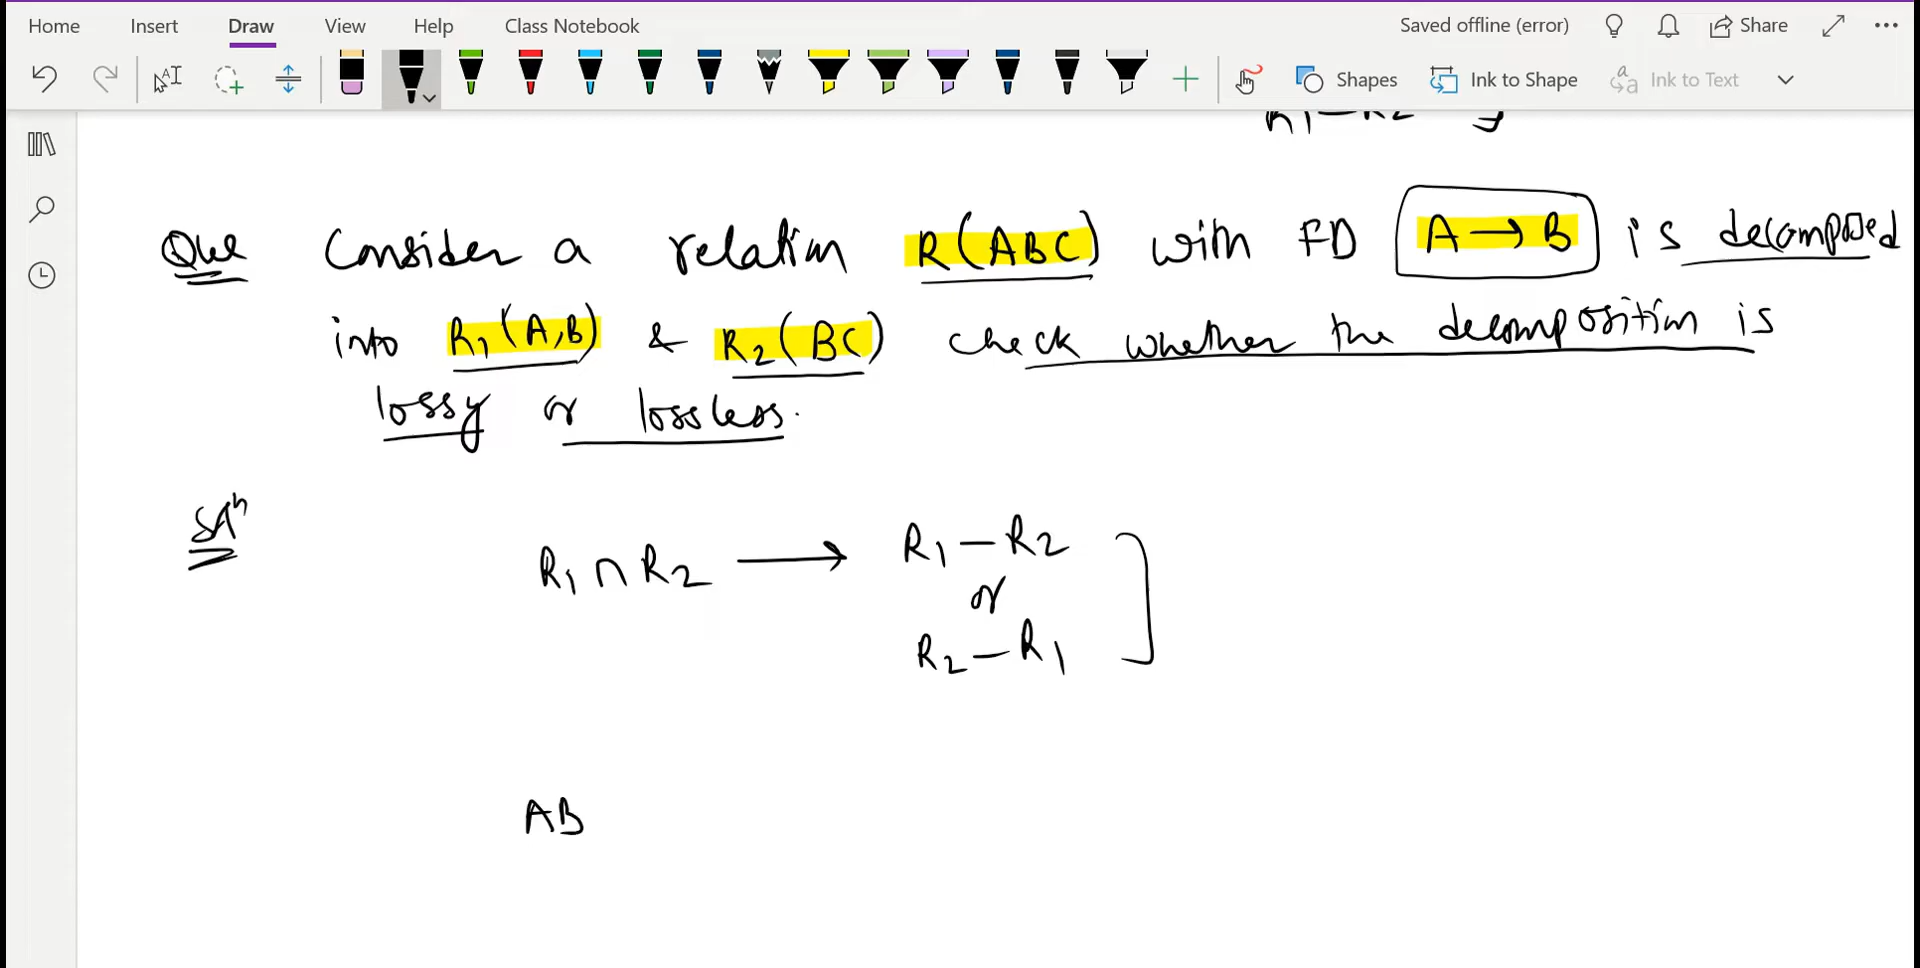 Home Insert Draw View Help Class Notebook Saved offline (error) Share
Shapes Ink to Shape Ink to Text
R1 — R2
Que Consider a relation R(ABC) with FD A → B is decomposed
into R1(A,B) & R2(BC) check whether the decomposition is
lossy or lossless.
Solⁿ
R1 ∩ R2 → R1 — R2
or
R2 — R1
AB